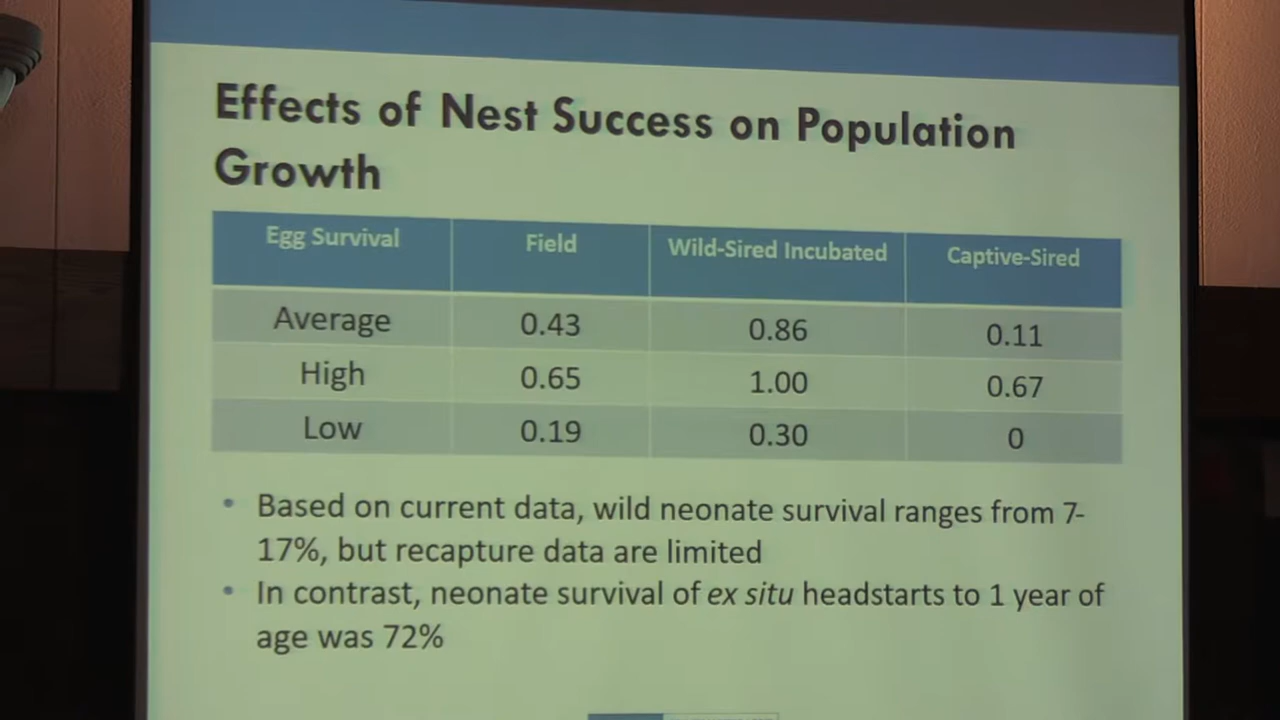 Effects of Nest Success on Population
Growth
Egg Survival Field Wild-Sired Incubated Captive-Sired
Average 0.43 0.86 0.11
High 0.65 1.00 0.67
Low 0.19 0.30 0
• Based on current data, wild neonate survival ranges from 7-
17%, but recapture data are limited
• In contrast, neonate survival of ex situ headstarts to 1 year of
age was 72%